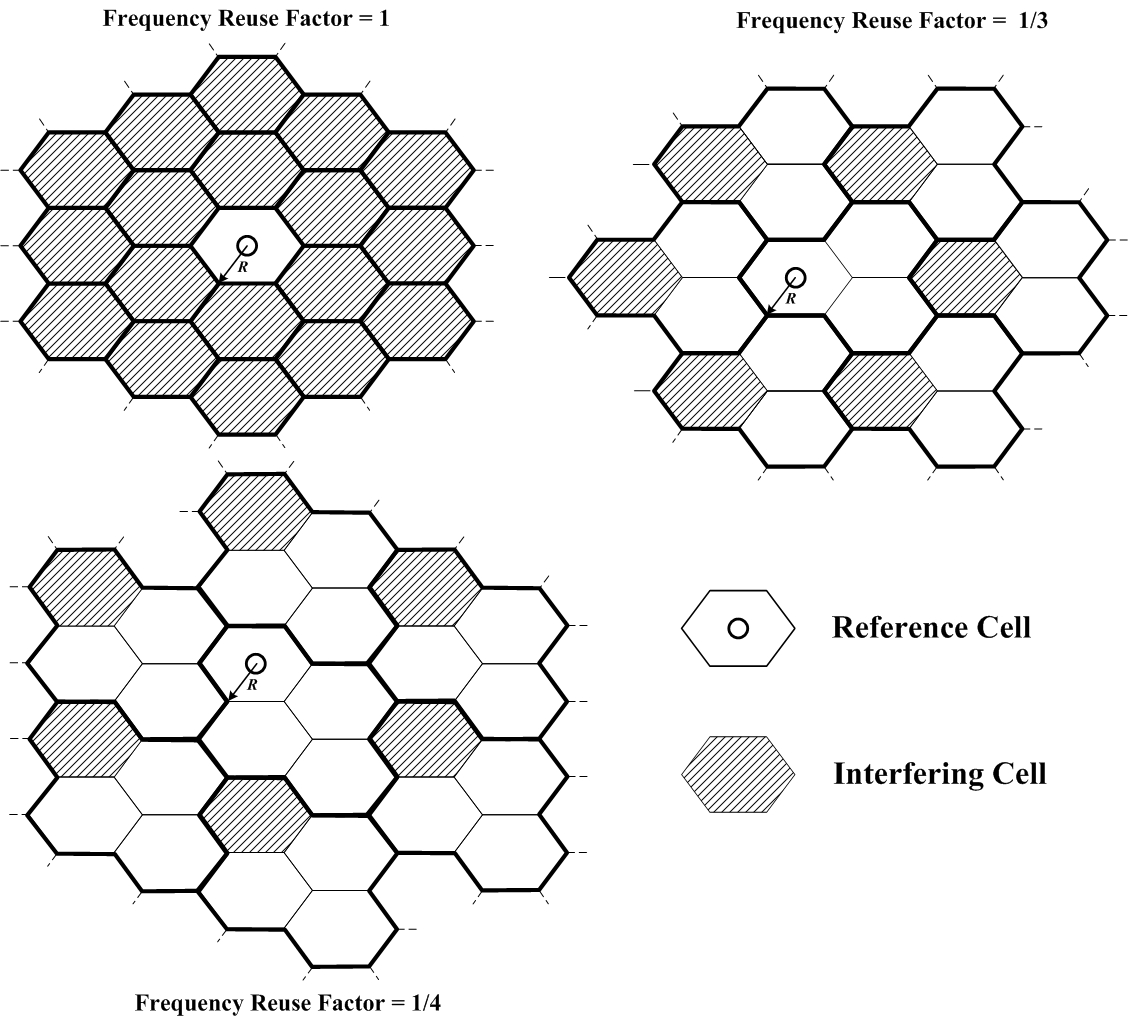 Frequency Reuse Factor = 1
Frequency Reuse Factor = 1/3
R
R
R
Reference Cell
Interfering Cell
Frequency Reuse Factor = 1/4